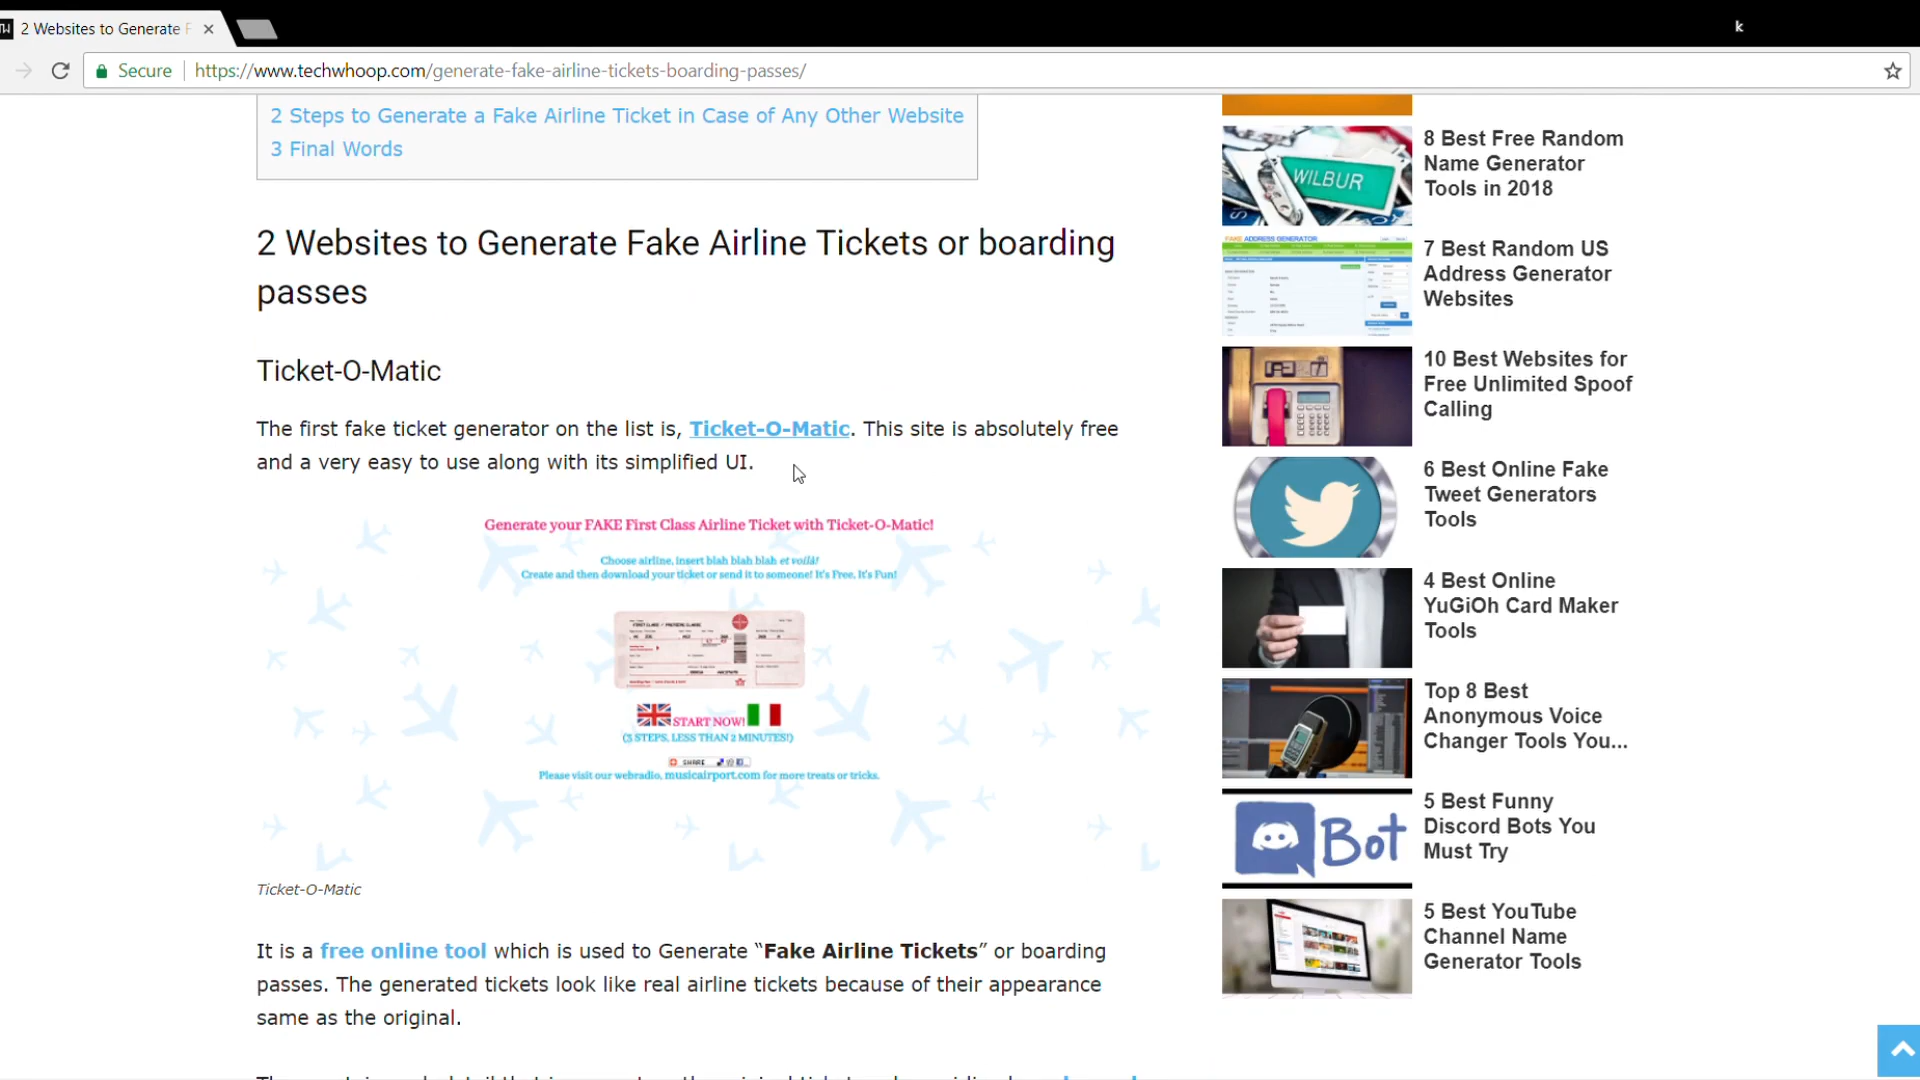 2 Websites to Generate F
k
Secure
https://www.techwhoop.com/generate-fake-airline-tickets-boarding-passes/
2 Steps to Generate a Fake Airline Ticket in Case of Any Other Website
3 Final Words
2 Websites to Generate Fake Airline Tickets or boarding
passes
Ticket-O-Matic
The first fake ticket generator on the list is, Ticket-O-Matic. This site is absolutely free
and a very easy to use along with its simplified UI.
Generate your FAKE First Class Airline Ticket with Ticket-O-Matic!
Choose airline, insert blah blah blah et voilà!
Create and then download your ticket or send it to someone! It's Free, It's Fun!
START NOW!
(3 STEPS, LESS THAN 2 MINUTES!)
SHARE
Please visit our webradio, musicairport.com for more treats or tricks.
Ticket-O-Matic
It is a free online tool which is used to Generate “Fake Airline Tickets” or boarding
passes. The generated tickets look like real airline tickets because of their appearance
same as the original.
8 Best Free Random
Name Generator
Tools in 2018
WILBUR
7 Best Random US
Address Generator
Websites
FAKE ADDRESS GENERATOR
10 Best Websites for
Free Unlimited Spoof
Calling
6 Best Online Fake
Tweet Generators
Tools
4 Best Online
YuGiOh Card Maker
Tools
Top 8 Best
Anonymous Voice
Changer Tools You...
5 Best Funny
Discord Bots You
Must Try
Bot
5 Best YouTube
Channel Name
Generator Tools